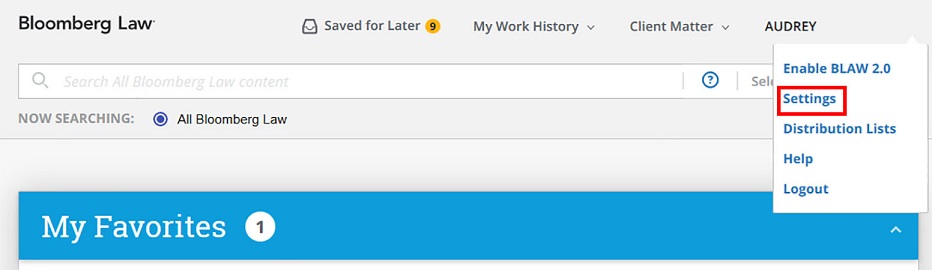 Bloomberg Law
Saved for Later 9
My Work History
Client Matter
AUDREY
Enable BLAW 2.0
Search All Bloomberg Law content
? Sele
Settings
NOW SEARCHING: All Bloomberg Law
Distribution Lists
Help
Logout
My Favorites 1